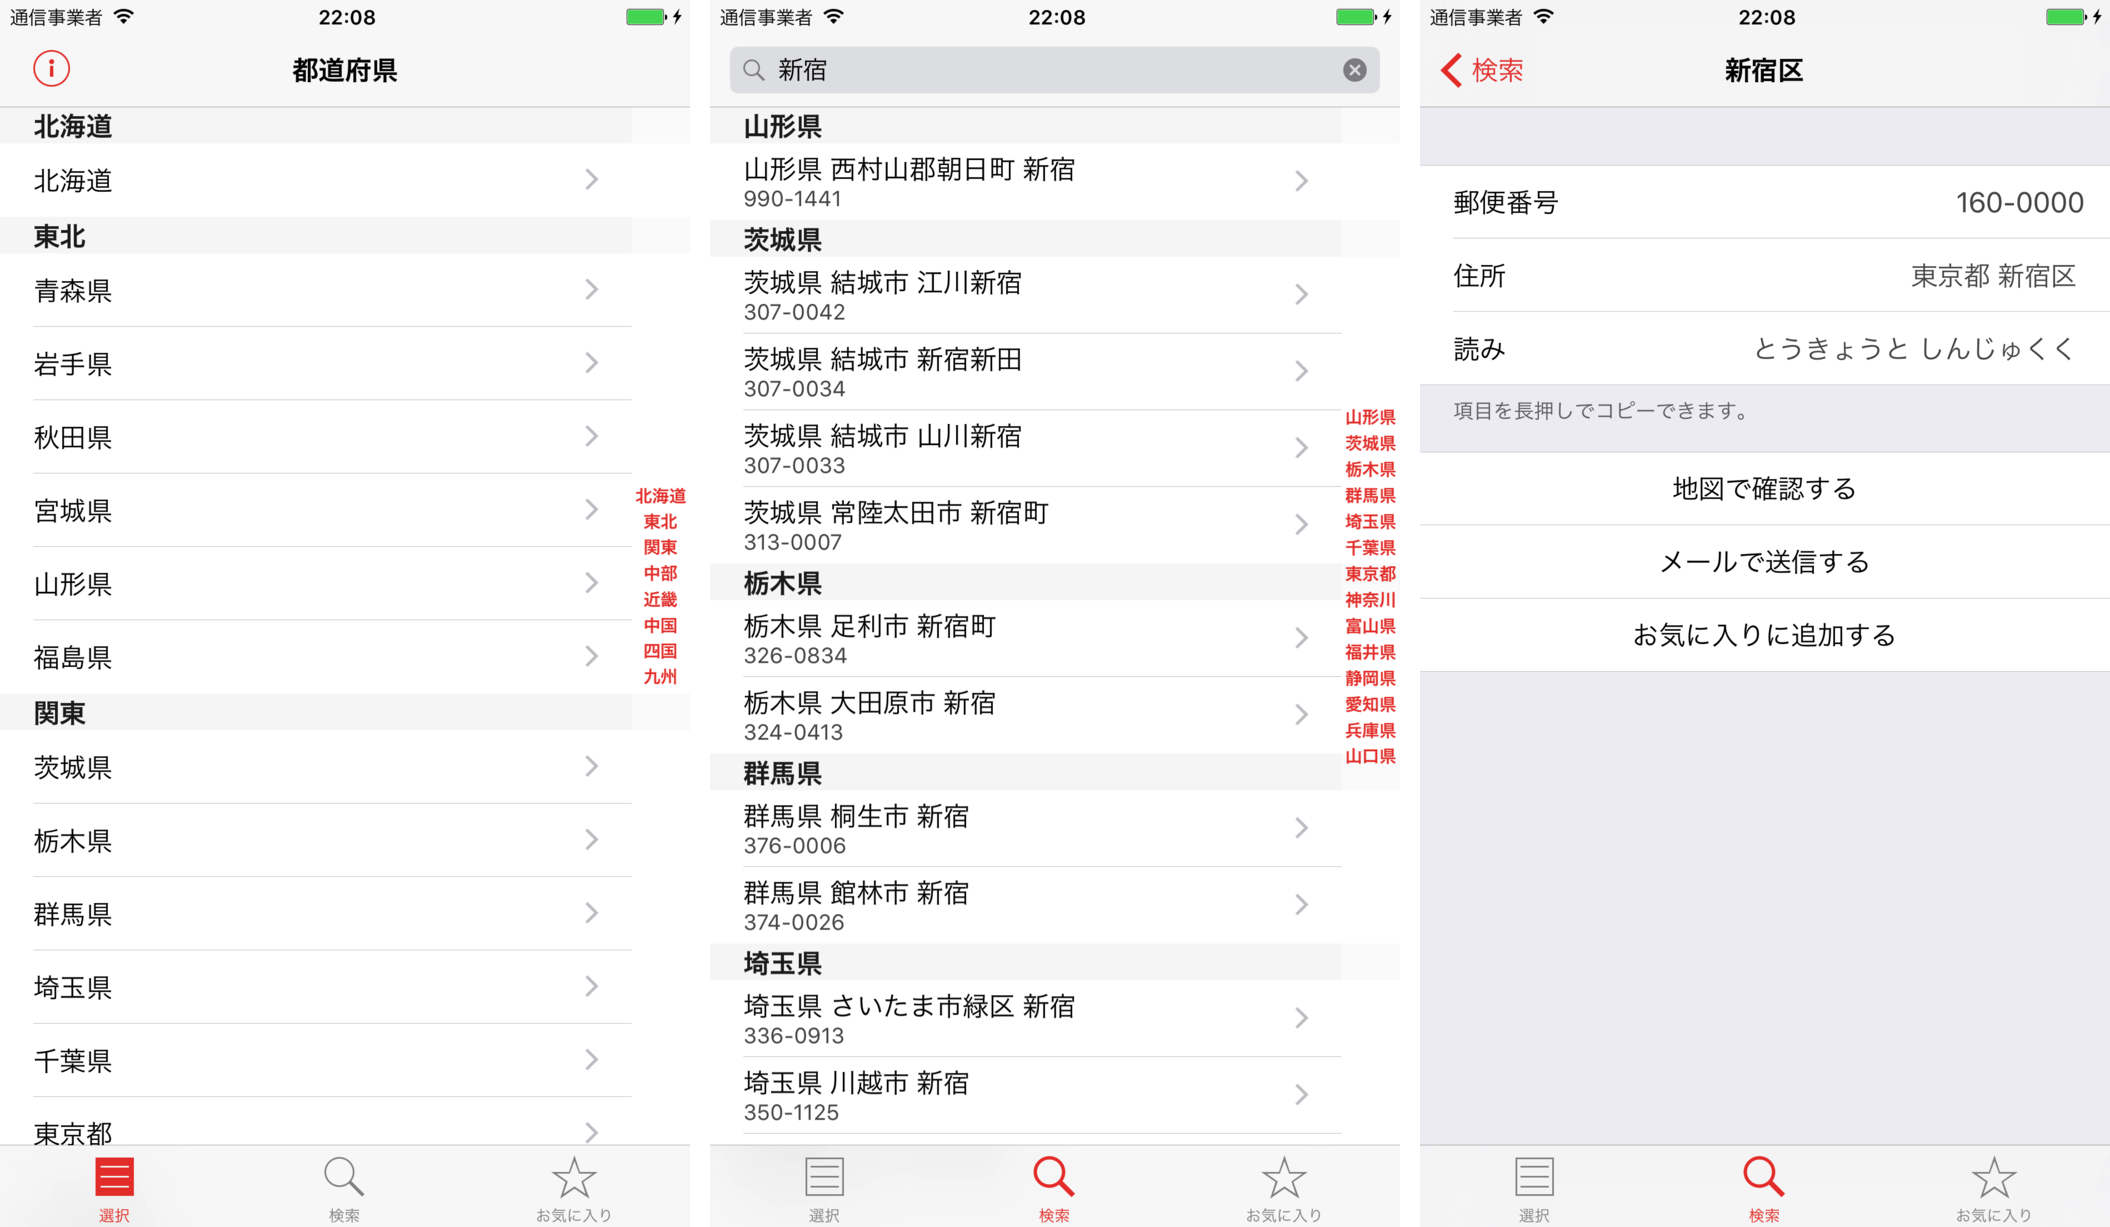 通信事業者
22:08
都道府県
北海道
北海道
東北
青森県
岩手県
秋田県
宮城県
山形県
福島県
関東
茨城県
栃木県
群馬県
埼玉県
千葉県
東京都
北海道
東北
関東
中部
近畿
中国
四国
九州
選択
検索
お気に入り
通信事業者
22:08
新宿
山形県
山形県 西村山郡朝日町 新宿
990-1441
茨城県
茨城県 結城市 江川新宿
307-0042
茨城県 結城市 新宿新田
307-0034
茨城県 結城市 山川新宿
307-0033
茨城県 常陸太田市 新宿町
313-0007
栃木県
栃木県 足利市 新宿町
326-0834
栃木県 大田原市 新宿
324-0413
群馬県
群馬県 桐生市 新宿
376-0006
群馬県 館林市 新宿
374-0026
埼玉県
埼玉県 さいたま市緑区 新宿
336-0913
埼玉県 川越市 新宿
350-1125
山形県
茨城県
栃木県
群馬県
埼玉県
千葉県
東京都
神奈川
富山県
福井県
静岡県
愛知県
兵庫県
山口県
選択
検索
お気に入り
通信事業者
22:08
検索
新宿区
郵便番号 160-0000
住所 東京都 新宿区
読み とうきょうと しんじゅくく
項目を長押しでコピーできます。
地図で確認する
メールで送信する
お気に入りに追加する
選択
検索
お気に入り